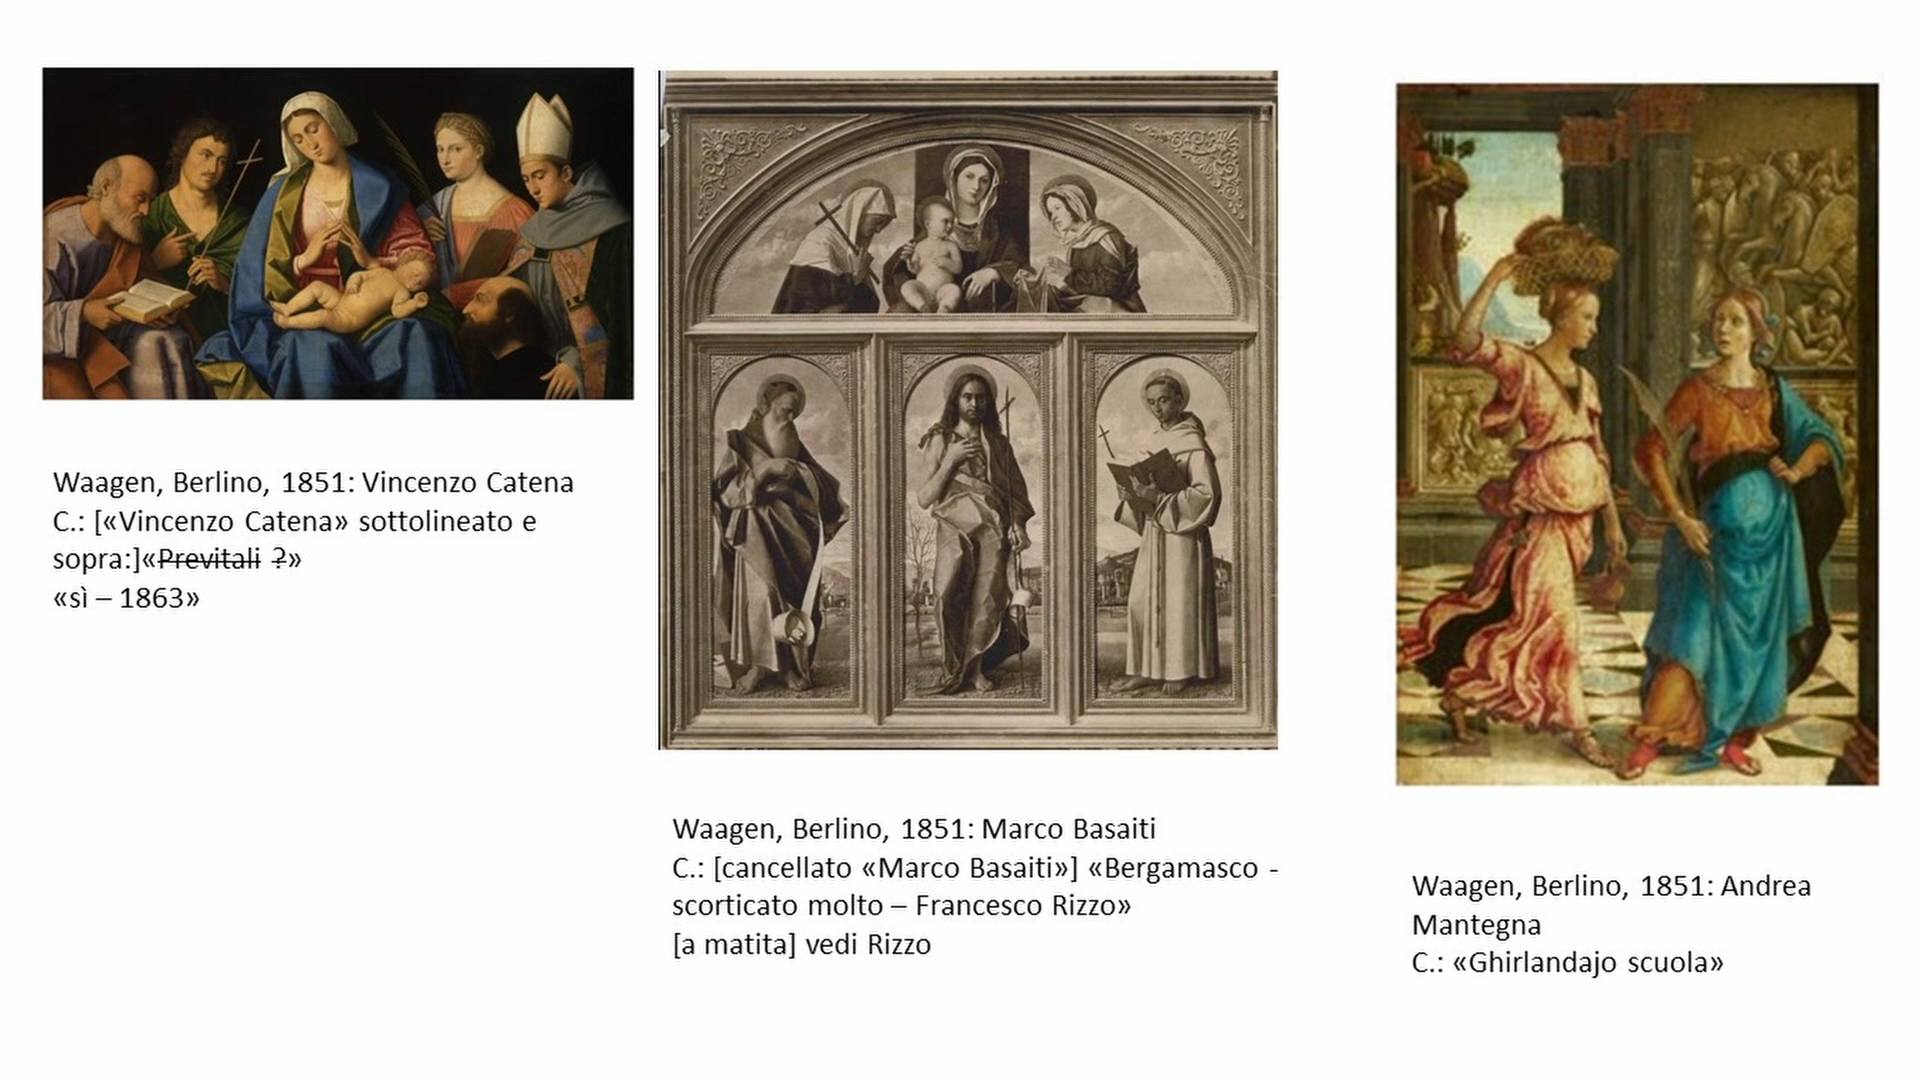 Waagen, Berlino, 1851: Vincenzo Catena
C.: [«Vincenzo Catena» sottolineato e
sopra:]«Previtali ?»
«sì – 1863»
Waagen, Berlino, 1851: Marco Basaiti
C.: [cancellato «Marco Basaiti»] «Bergamasco -
scorticato molto – Francesco Rizzo»
[a matita] vedi Rizzo
Waagen, Berlino, 1851: Andrea
Mantegna
C.: «Ghirlandajo scuola»